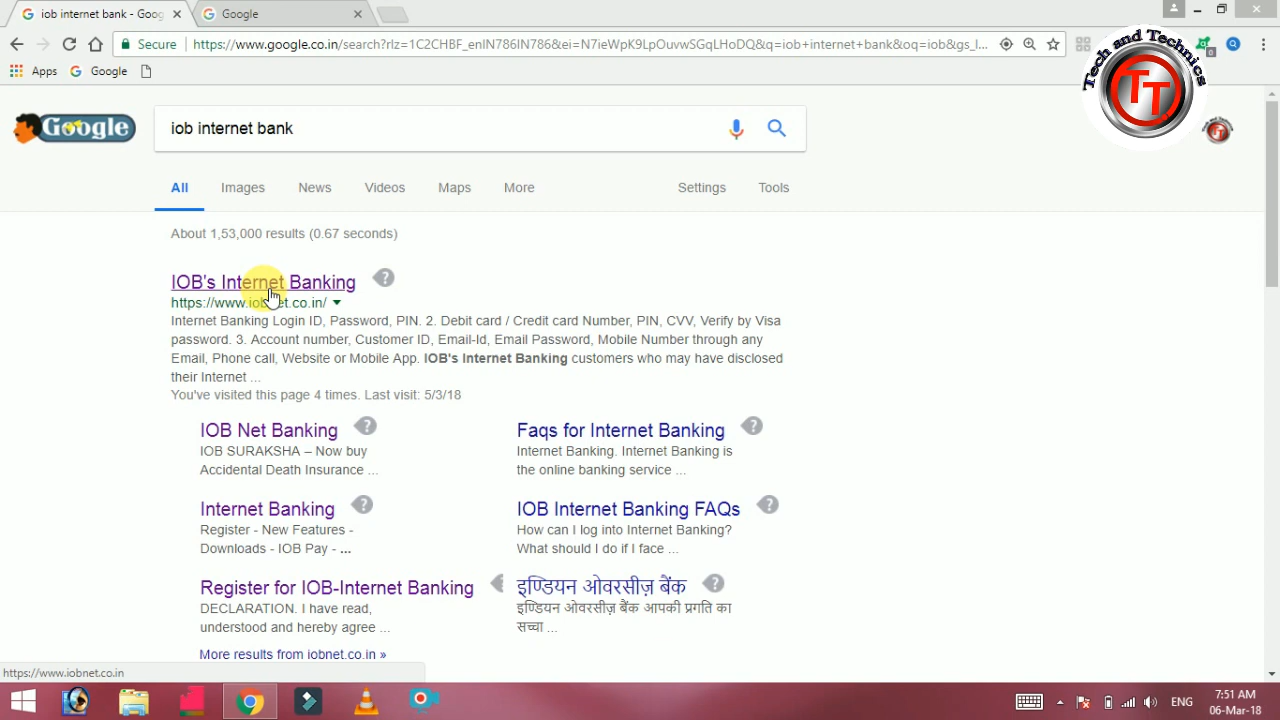 iob internet bank - Goog
Google
Secure
https://www.google.co.in/search?rlz=1C2CHBF_enIN786IN786&ei=N7ieWpK9LpOuvwSGqLHoDQ&q=iob+internet+bank&oq=iob&gs_l...
0
Apps
Google
Tech and Technics
TT
Google
iob internet bank
TT
All
Images
News
Videos
Maps
More
Settings
Tools
About 1,53,000 results (0.67 seconds)
IOB's Internet Banking
https://www.iobnet.co.in/
Internet Banking Login ID, Password, PIN. 2. Debit card / Credit card Number, PIN, CVV, Verify by Visa
password. 3. Account number, Customer ID, Email-Id, Email Password, Mobile Number through any
Email, Phone call, Website or Mobile App. IOB's Internet Banking customers who may have disclosed
their Internet ...
You've visited this page 4 times. Last visit: 5/3/18
IOB Net Banking
IOB SURAKSHA – Now buy
Accidental Death Insurance ...
Faqs for Internet Banking
Internet Banking. Internet Banking is
the online banking service ...
Internet Banking
Register - New Features -
Downloads - IOB Pay - ...
IOB Internet Banking FAQs
How can I log into Internet Banking?
What should I do if I face ...
Register for IOB-Internet Banking
DECLARATION. I have read,
understood and hereby agree ...
इण्डियन ओवरसीज़ बैंक
इण्डियन ओवरसीज़ बैंक आपकी प्रगति का
सच्चा ...
More results from iobnet.co.in »
https://www.iobnet.co.in
ENG
7:51 AM
06-Mar-18